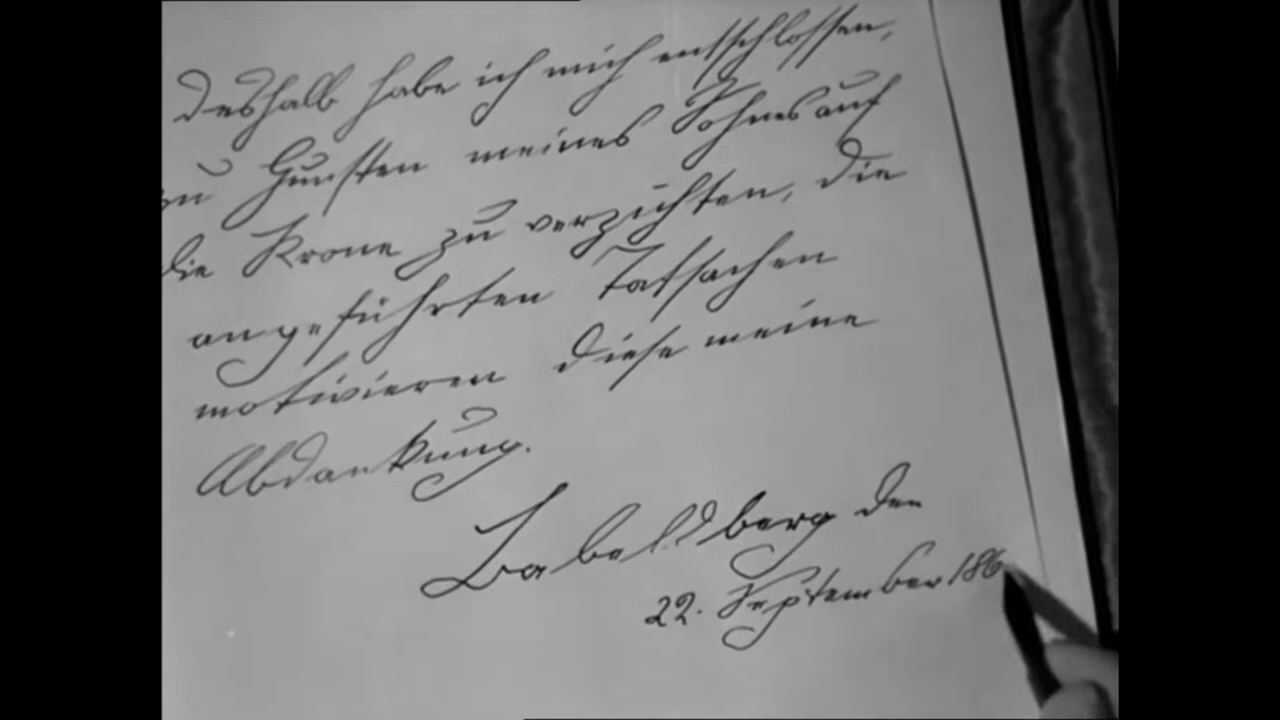 deshalb habe ich mich entschlossen,
zu Gunsten meines Sohnes auf
die Krone zu verzichten, die
angeführten Tatsachen
motivieren diese meine
Abdankung.
Babelsberg den
22. September 186